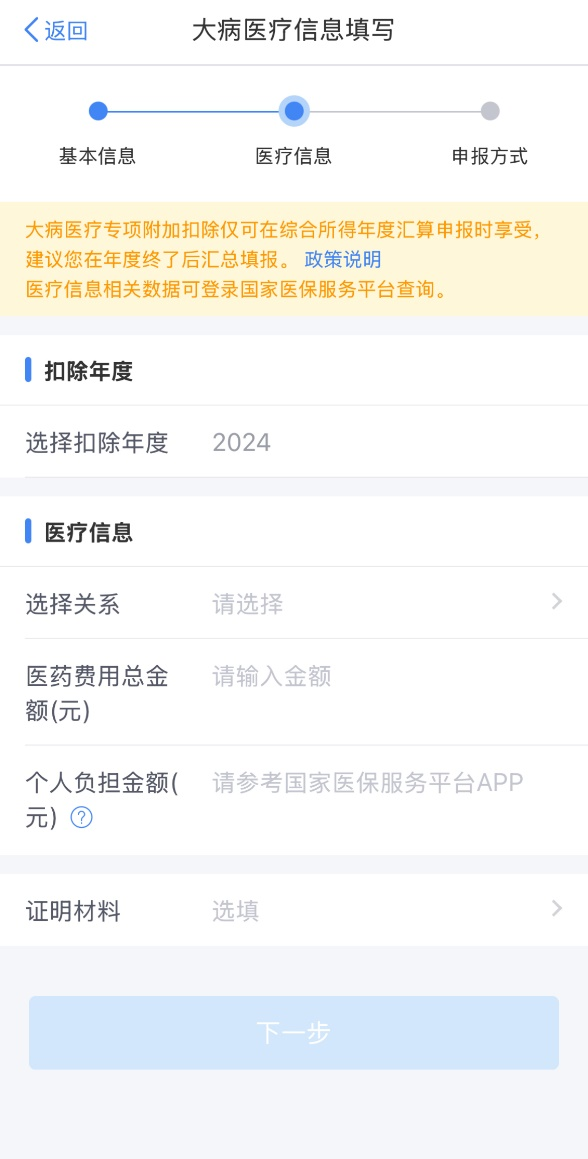 返回
大病医疗信息填写
基本信息
医疗信息
申报方式
大病医疗专项附加扣除仅可在综合所得年度汇算申报时享受，
建议您在年度终了后汇总填报。 政策说明
医疗信息相关数据可登录国家医保服务平台查询。
扣除年度
选择扣除年度 2024
医疗信息
选择关系 请选择
医药费用总金 请输入金额
额(元)
个人负担金额( 请参考国家医保服务平台APP
元) ?
证明材料 选填
下一步